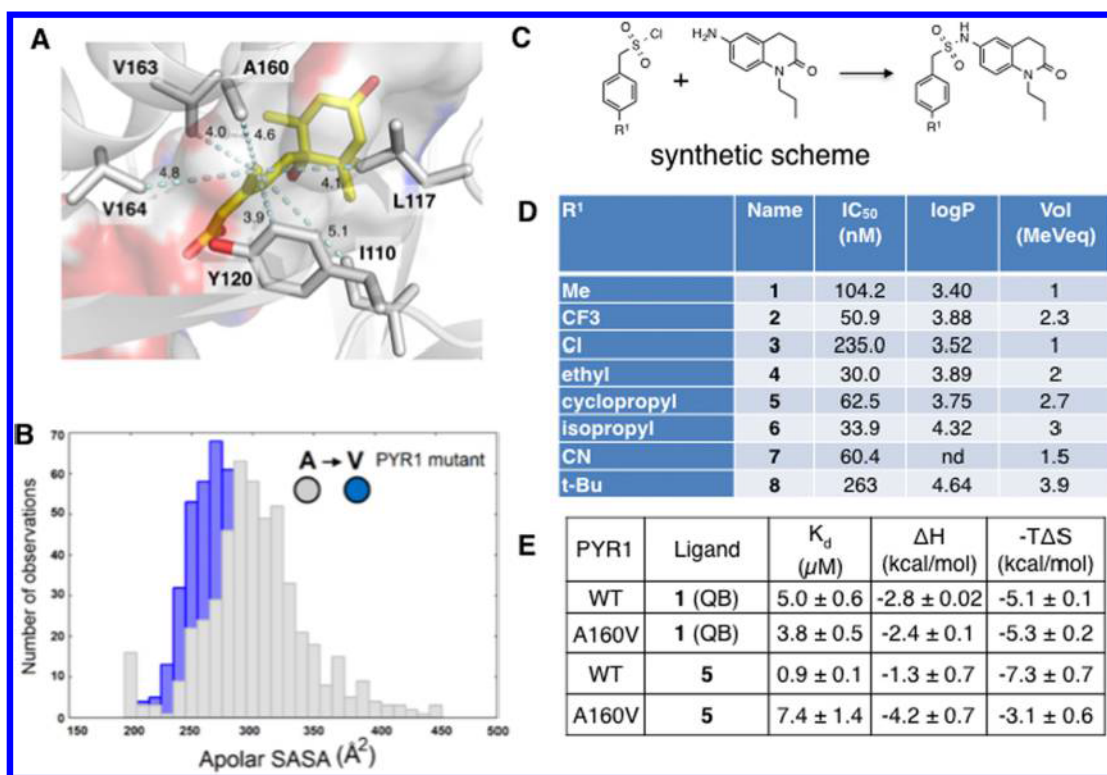 A
V163
A160
4.0
4.6
4.8
4.1
V164
L117
3.9
5.1
I110
Y120
B
Number of observations
70
60
50
40
30
20
10
0
A → V PYR1 mutant
150 200 250 300 350 400 450 500
Apolar SASA (Å²)
C
O
S
Cl
O
R¹
+
H₂N
N
O
O
S
H
N
O
R¹
N
O
synthetic scheme
D
R¹ Name IC₅₀ (nM) logP Vol (MeVeq)
Me 1 104.2 3.40 1
CF3 2 50.9 3.88 2.3
Cl 3 235.0 3.52 1
ethyl 4 30.0 3.89 2
cyclopropyl 5 62.5 3.75 2.7
isopropyl 6 33.9 4.32 3
CN 7 60.4 nd 1.5
t-Bu 8 263 4.64 3.9
E
PYR1 Ligand K_d (µM) ΔH (kcal/mol) -TΔS (kcal/mol)
WT 1 (QB) 5.0 ± 0.6 -2.8 ± 0.02 -5.1 ± 0.1
A160V 1 (QB) 3.8 ± 0.5 -2.4 ± 0.1 -5.3 ± 0.2
WT 5 0.9 ± 0.1 -1.3 ± 0.7 -7.3 ± 0.7
A160V 5 7.4 ± 1.4 -4.2 ± 0.7 -3.1 ± 0.6